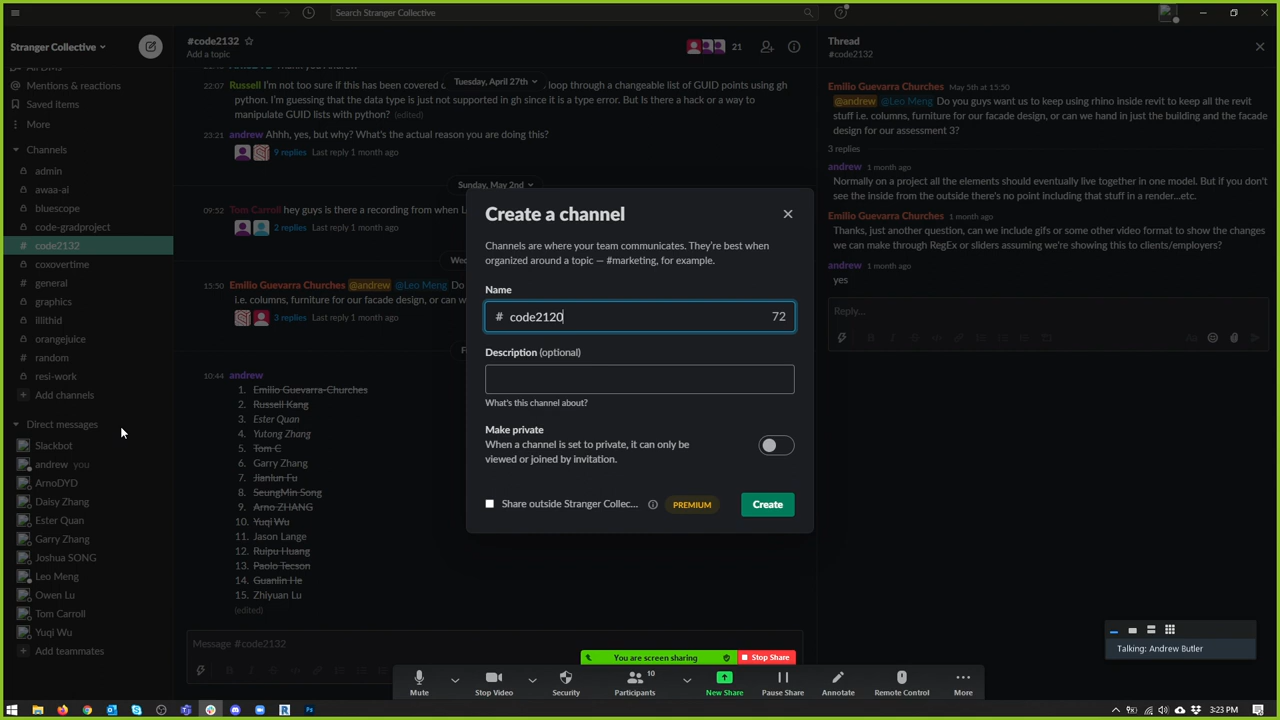 Search Stranger Collective
Stranger Collective
#code2132
Add a topic
21
Thread
#code2132
Mentions & reactions
Saved items
More
Channels
admin
awaa-ai
bluescope
code-gradproject
# code2132
coxovertime
# general
graphics
illithid
orangejuice
# random
resi-work
Add channels
Direct messages
Slackbot
andrew you
ArnoDYD
Daisy Zhang
Ester Quan
Garry Zhang
Joshua SONG
Leo Meng
Owen Lu
Tom Carroll
Yuqi Wu
Add teammates
Tuesday, April 27th
22:07 Russell I'm not too sure if this has been covered
loop through a changeable list of GUID points using gh
python. I'm guessing that the data type is just not supported in gh since it is a type error. But Is there a hack or a way to
manipulate GUID lists with python? (edited)
23:21 andrew Ahhh, yes, but why? What's the actual reason you are doing this?
9 replies Last reply 1 month ago
Sunday, May 2nd
09:52 Tom Carroll hey guys is there a recording from when L
2 replies Last reply 1 month ago
We
15:50 Emilio Guevarra Churches @andrew @Leo Meng Do
i.e. columns, furniture for our facade design, or can w
3 replies Last reply 1 month ago
10:44 andrew
1. Emilio Guevarra-Churches
2. Russell Kang
3. Ester Quan
4. Yutong Zhang
5. Tom C
6. Garry Zhang
7. Jianlun Fu
8. SeungMin Song
9. Arno ZHANG
10. Yuqi Wu
11. Jason Lange
12. Ruipu Huang
13. Paolo Tecson
14. Guanlin He
15. Zhiyuan Lu
(edited)
Message #code2132
Create a channel
Channels are where your team communicates. They're best when
organized around a topic — #marketing, for example.
Name
# code2120 72
Description (optional)
What's this channel about?
Make private
When a channel is set to private, it can only be
viewed or joined by invitation.
Share outside Stranger Collec... PREMIUM
Create
Emilio Guevarra Churches May 5th at 15:50
@andrew @Leo Meng Do you guys want us to keep using rhino inside revit to keep all the revit
stuff i.e. columns, furniture for our facade design, or can we hand in just the building and the facade
design for our assessment 3?
3 replies
andrew 1 month ago
Normally on a project all the elements should eventually live together in one model. But if you don't
see the inside from the outside there's no point including that stuff in a render...etc.
Emilio Guevarra Churches 1 month ago
Thanks, just another question, can we include gifs or some other video format to show the changes
we can make through RegEx or sliders assuming we're showing this to clients/employers?
andrew 1 month ago
yes
Reply...
Talking: Andrew Butler
You are screen sharing Stop Share
Mute
Stop Video
Security
Participants 10
New Share
Pause Share
Annotate
Remote Control
More
3:23 PM